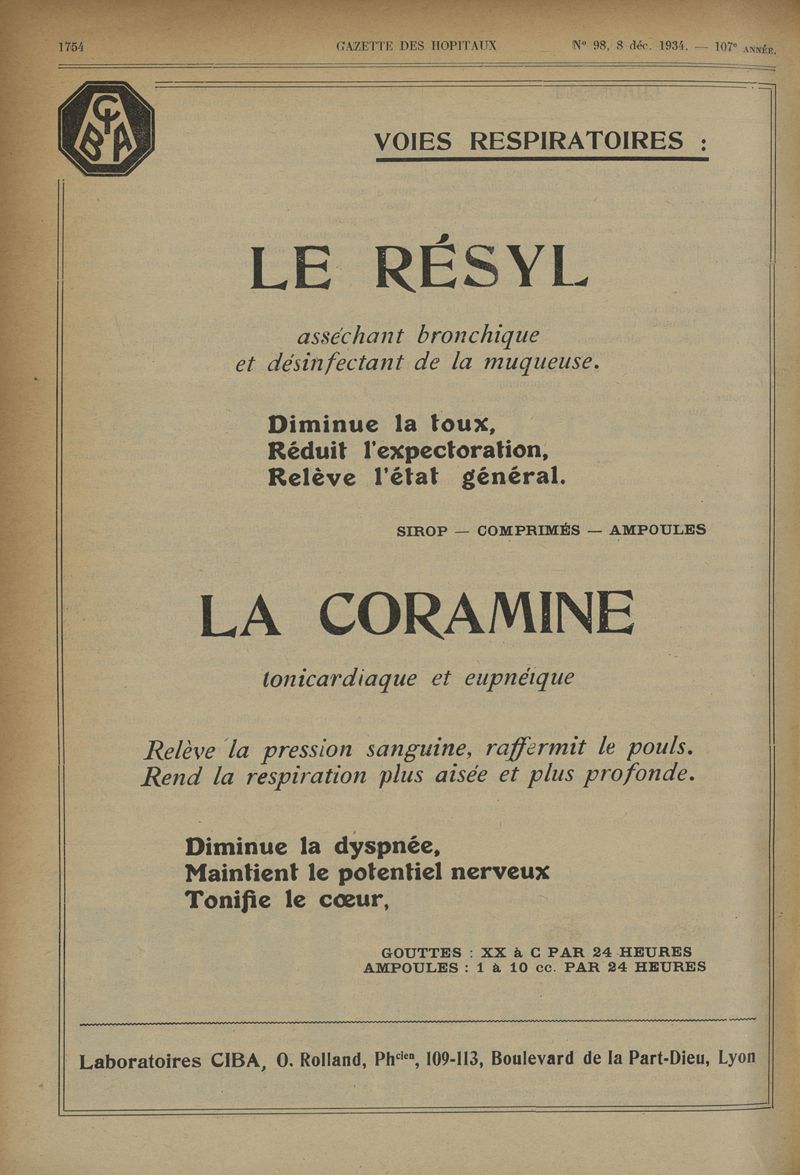 1754 GAZETTE DES HOPITAUX N° 98, 8 déc. 1934. — 107e ANNÉE.
CIBA
VOIES RESPIRATOIRES :
LE RÉSYL
asséchant bronchique
et désinfectant de la muqueuse.
Diminue la toux,
Réduit l'expectoration,
Relève l'état général.
SIROP — COMPRIMÉS — AMPOULES
LA CORAMINE
tonicardiaque et eupnéique
Relève la pression sanguine, raffermit le pouls.
Rend la respiration plus aisée et plus profonde.
Diminue la dyspnée,
Maintient le potentiel nerveux
Tonifie le cœur,
GOUTTES : XX à C PAR 24 HEURES
AMPOULES : 1 à 10 cc. PAR 24 HEURES
Laboratoires CIBA, O. Rolland, Phcien, 109-113, Boulevard de la Part-Dieu, Lyon